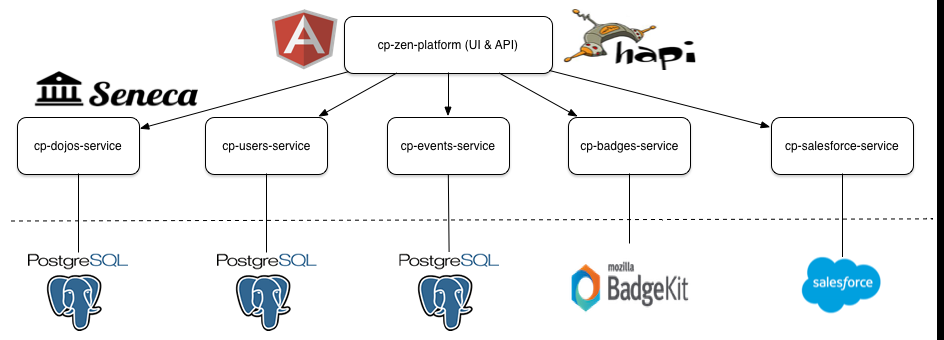 cp-zen-platform (UI & API)
hapi
Seneca
cp-dojos-service
cp-users-service
cp-events-service
cp-badges-service
cp-salesforce-service
PostgreSQL
PostgreSQL
PostgreSQL
mozilla
BadgeKit
salesforce